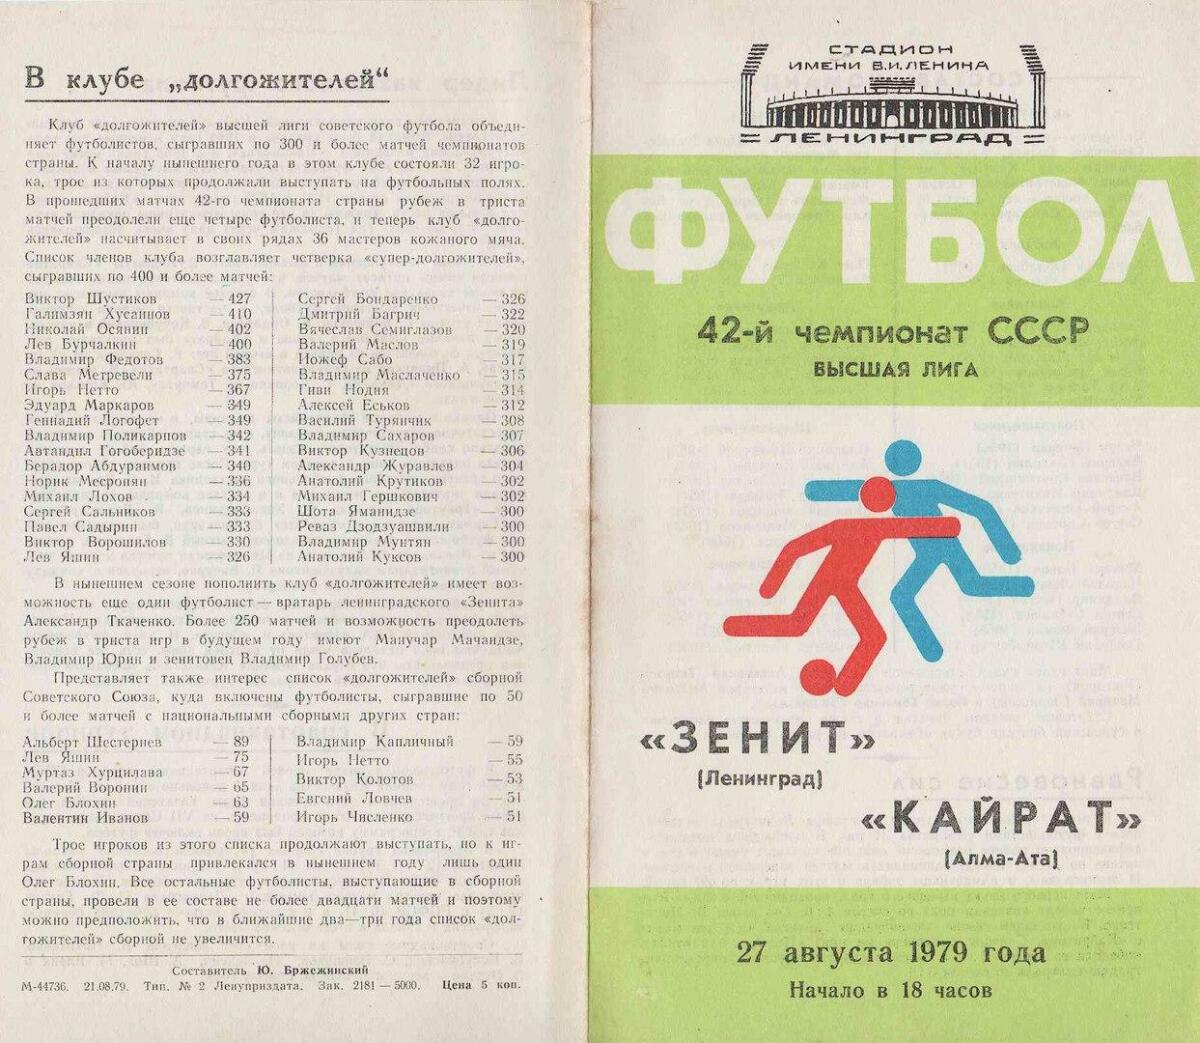 В клубе „долгожителей“
Клуб «долгожителей» высшей лиги советского футбола объеди-
няет футболистов, сыгравших по 300 и более матчей чемпионатов
страны. К началу нынешнего года в этом клубе состояли 32 игро-
ка, трое из которых продолжали выступать на футбольных полях.
В прошедших матчах 42-го чемпионата страны рубеж в триста
матчей преодолели еще четыре футболиста, и теперь клуб «долго-
жителей» насчитывает в своих рядах 36 мастеров кожаного мяча.
Список членов клуба возглавляет четверка «супер-долгожителей»,
сыгравших по 400 и более матчей:
Виктор Шустиков — 427
Галимзян Хусаинов — 410
Николай Осянин — 402
Лев Бурчалкин — 400
Владимир Федотов — 383
Слава Метревели — 375
Игорь Нетто — 367
Эдуард Маркаров — 349
Геннадий Логофет — 349
Владимир Поликарпов — 342
Автандил Гогоберидзе — 341
Берадор Абдураимов — 340
Норик Месронян — 336
Михаил Лохов — 334
Сергей Сальников — 333
Павел Садырин — 333
Виктор Ворошилов — 330
Лев Яшин — 326
Сергей Бондаренко — 326
Дмитрий Багрич — 322
Вячеслав Семиглазов — 320
Валерий Маслов — 319
Иожеф Сабо — 317
Владимир Маслаченко — 315
Гиви Нодия — 314
Алексей Еськов — 312
Василий Турянчик — 308
Владимир Сахаров — 307
Виктор Кузнецов — 306
Александр Журавлев — 304
Анатолий Крутиков — 302
Михаил Гершкович — 302
Шота Яманидзе — 300
Реваз Дзодзуашвили — 300
Владимир Мунтян — 300
Анатолий Куксов — 300
В нынешнем сезоне пополнить клуб «долгожителей» имеет воз-
можность еще один футболист — вратарь ленинградского «Зенита»
Александр Ткаченко. Более 250 матчей и возможность преодолеть
рубеж в триста игр в будущем году имеют Манучар Мачаидзе,
Владимир Юрин и зенитовец Владимир Голубев.
Представляет также интерес список «долгожителей» сборной
Советского Союза, куда включены футболисты, сыгравшие по 50
и более матчей с национальными сборными других стран:
Альберт Шестернев — 89
Лев Яшин — 75
Муртаз Хурцилава — 67
Валерий Воронин — 65
Олег Блохин — 63
Валентин Иванов — 59
Владимир Капличный — 59
Игорь Нетто — 55
Виктор Колотов — 53
Евгений Ловчев — 51
Игорь Численко — 51
Трое игроков из этого списка продолжают выступать, но к иг-
рам сборной страны привлекался в нынешнем году лишь один
Олег Блохин. Все остальные футболисты, выступающие в сборной
страны, провели в ее составе не более двадцати матчей и поэтому
можно предположить, что в ближайшие два—три года список «дол-
гожителей» сборной не увеличится.
Составитель Ю. Бржежинский
М-44736. 21.08.79. Тип. № 2 Ленуприздата. Зак. 2181—5000. Цена 5 коп.
СТАДИОН
ИМЕНИ В.И.ЛЕНИНА
ЛЕНИНГРАД
ФУТБОЛ
42-й чемпионат СССР
ВЫСШАЯ ЛИГА
«ЗЕНИТ»
(Ленинград)
«КАЙРАТ»
(Алма-Ата)
27 августа 1979 года
Начало в 18 часов